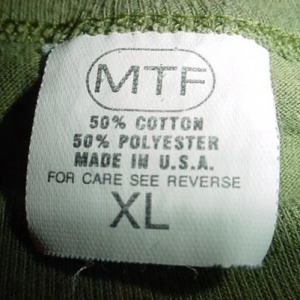 MTF
50% COTTON
50% POLYESTER
MADE IN U.S.A.
FOR CARE SEE REVERSE
XL